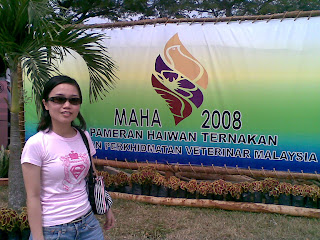 MAHA 2008
PAMERAN HAIWAN TERNAKAN
PERKHIDMATAN VETERINAR MALAYSIA